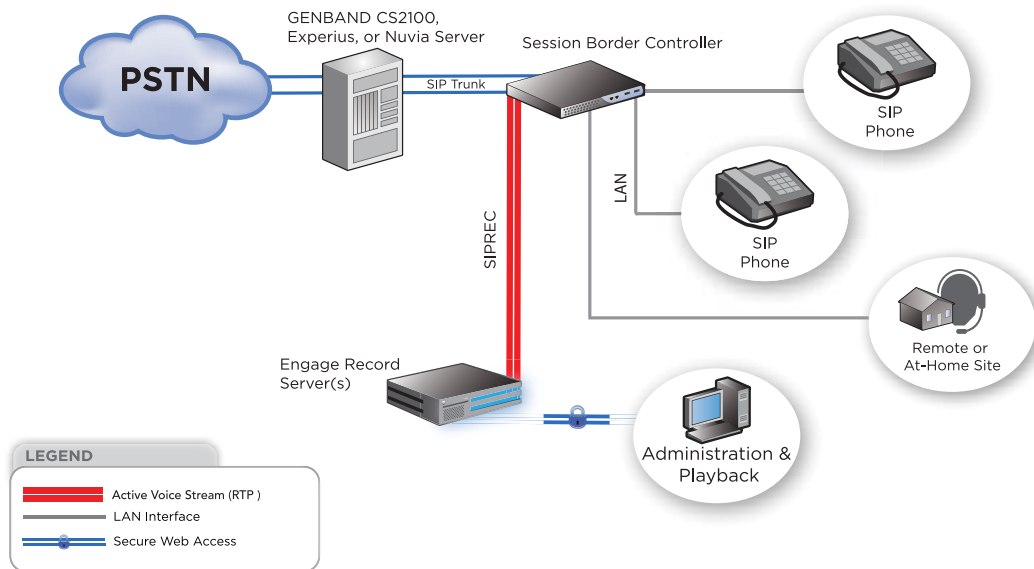 GENBAND CS2100,
Experius, or Nuvia Server
Session Border Controller
PSTN
SIP Trunk
SIP
Phone
LAN
SIP
Phone
SIPREC
Remote or
At-Home Site
Engage Record
Server(s)
Administration &
Playback
LEGEND
Active Voice Stream (RTP )
LAN Interface
Secure Web Access